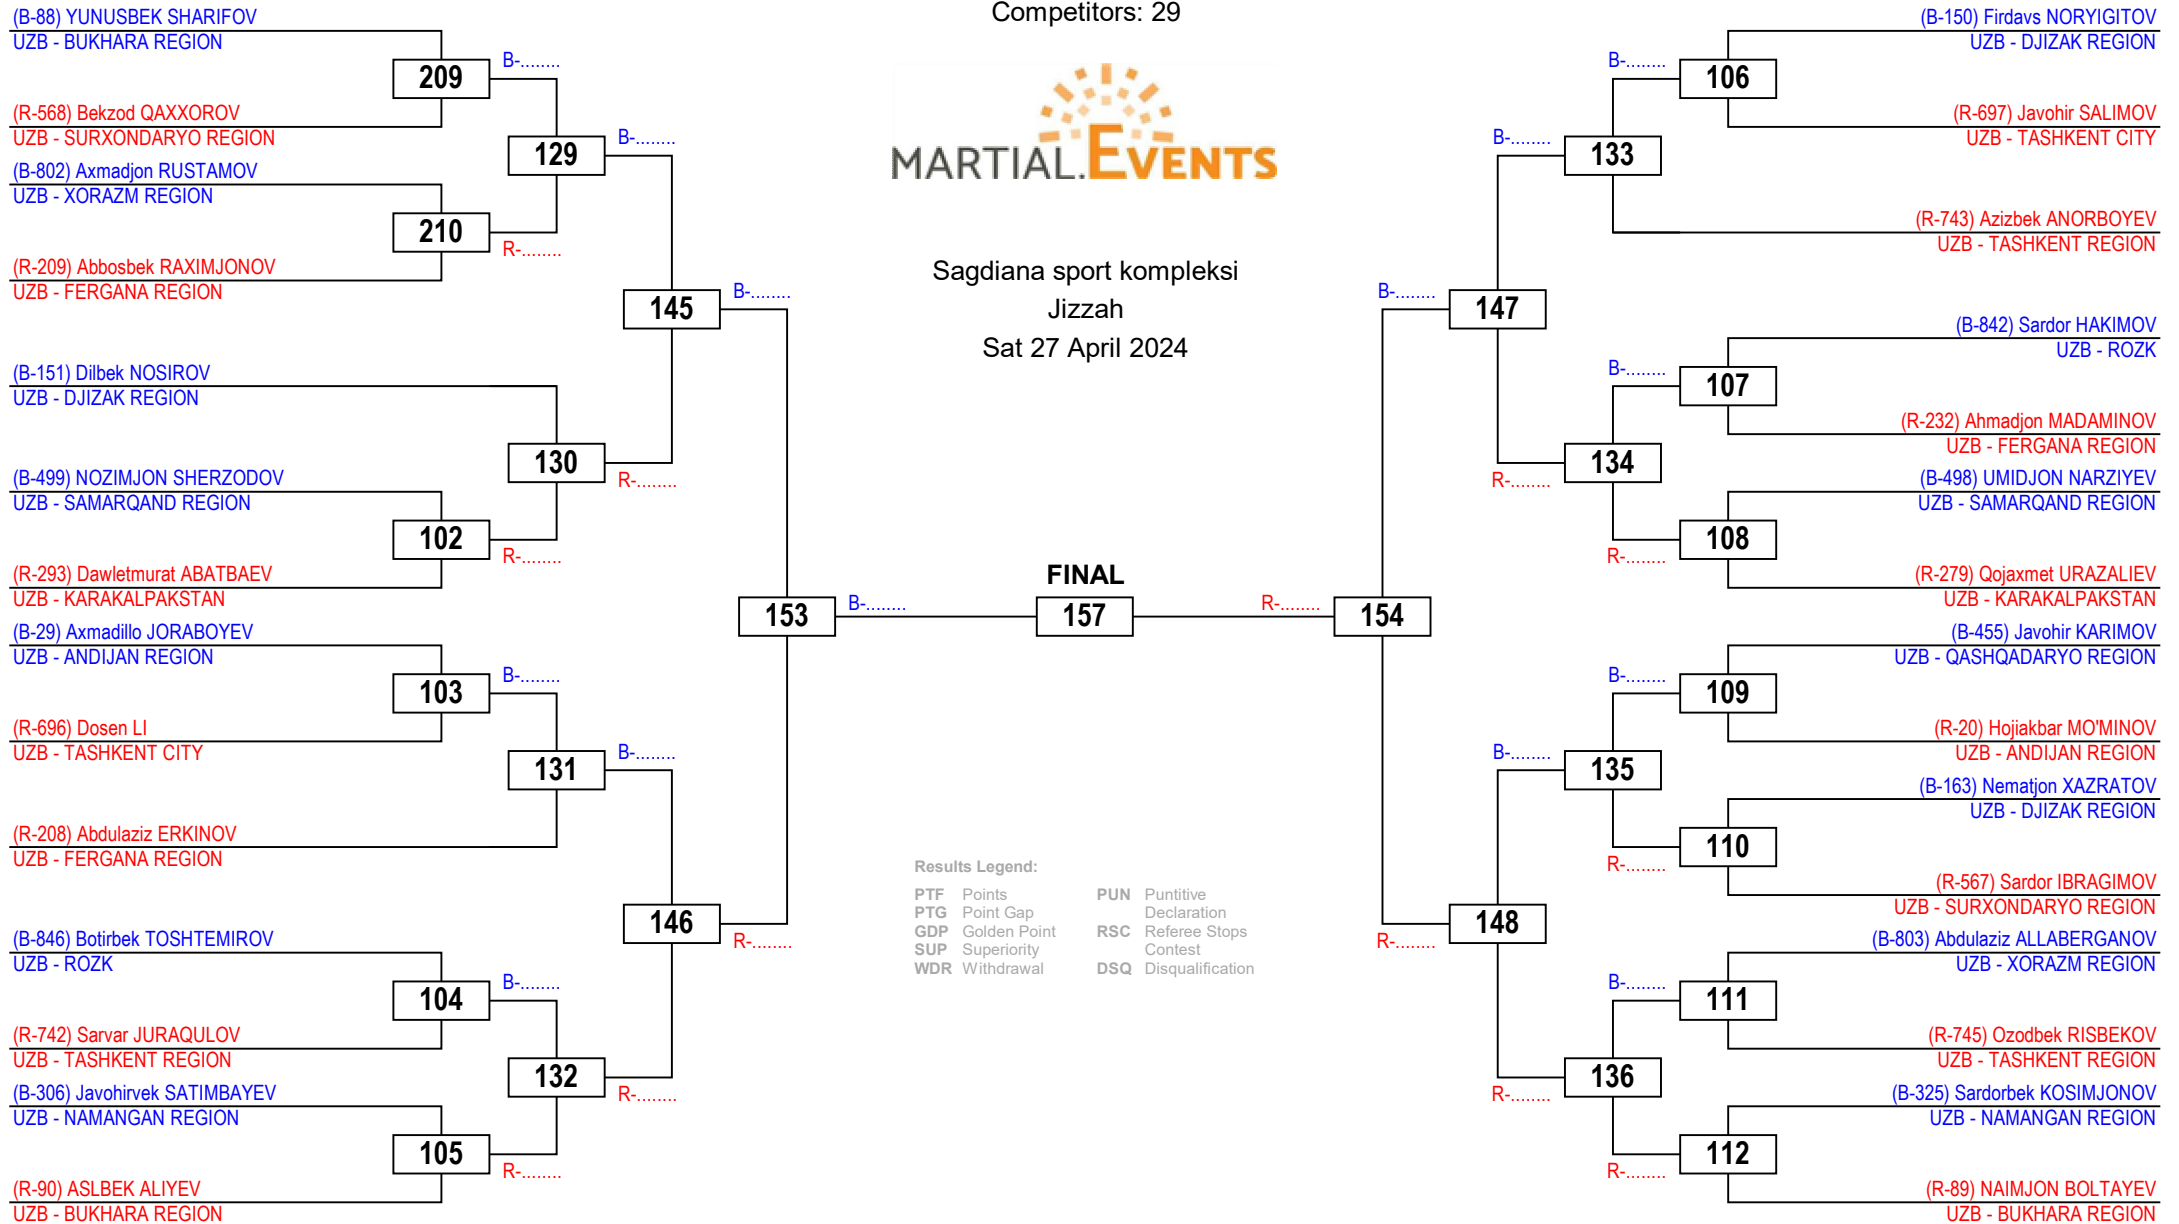 Competitors: 29
MARTIAL.EVENTS
Sagdiana sport kompleksi
Jizzah
Sat 27 April 2024
(B-88) YUNUSBEK SHARIFOV
UZB - BUKHARA REGION
209
B-........
(R-568) Bekzod QAXXOROV
UZB - SURXONDARYO REGION
129
B-........
(B-802) Axmadjon RUSTAMOV
UZB - XORAZM REGION
210
R-........
(R-209) Abbosbek RAXIMJONOV
UZB - FERGANA REGION
145
B-........
(B-151) Dilbek NOSIROV
UZB - DJIZAK REGION
130
R-........
(B-499) NOZIMJON SHERZODOV
UZB - SAMARQAND REGION
102
R-........
(R-293) Dawletmurat ABATBAEV
UZB - KARAKALPAKSTAN
153
B-........
(B-29) Axmadillo JORABOYEV
UZB - ANDIJAN REGION
103
B-........
(R-696) Dosen LI
UZB - TASHKENT CITY
131
B-........
(R-208) Abdulaziz ERKINOV
UZB - FERGANA REGION
146
R-........
(B-846) Botirbek TOSHTEMIROV
UZB - ROZK
104
B-........
(R-742) Sarvar JURAQULOV
UZB - TASHKENT REGION
132
R-........
(B-306) Javohirvek SATIMBAYEV
UZB - NAMANGAN REGION
105
R-........
(R-90) ASLBEK ALIYEV
UZB - BUKHARA REGION
FINAL
157
Results Legend:
PTF Points
PTG Point Gap
GDP Golden Point
SUP Superiority
WDR Withdrawal
PUN Puntitive
Declaration
RSC Referee Stops
Contest
DSQ Disqualification
(B-150) Firdavs NORYIGITOV
UZB - DJIZAK REGION
B-........
106
(R-697) Javohir SALIMOV
UZB - TASHKENT CITY
B-........
133
(R-743) Azizbek ANORBOYEV
UZB - TASHKENT REGION
B-........
147
(B-842) Sardor HAKIMOV
UZB - ROZK
B-........
107
(R-232) Ahmadjon MADAMINOV
UZB - FERGANA REGION
R-........
134
(B-498) UMIDJON NARZIYEV
UZB - SAMARQAND REGION
R-........
108
(R-279) Qojaxmet URAZALIEV
UZB - KARAKALPAKSTAN
R-........
154
(B-455) Javohir KARIMOV
UZB - QASHQADARYO REGION
B-........
109
(R-20) Hojiakbar MO'MINOV
UZB - ANDIJAN REGION
B-........
135
(B-163) Nematjon XAZRATOV
UZB - DJIZAK REGION
R-........
110
(R-567) Sardor IBRAGIMOV
UZB - SURXONDARYO REGION
R-........
148
(B-803) Abdulaziz ALLABERGANOV
UZB - XORAZM REGION
B-........
111
(R-745) Ozodbek RISBEKOV
UZB - TASHKENT REGION
R-........
136
(B-325) Sardorbek KOSIMJONOV
UZB - NAMANGAN REGION
R-........
112
(R-89) NAIMJON BOLTAYEV
UZB - BUKHARA REGION